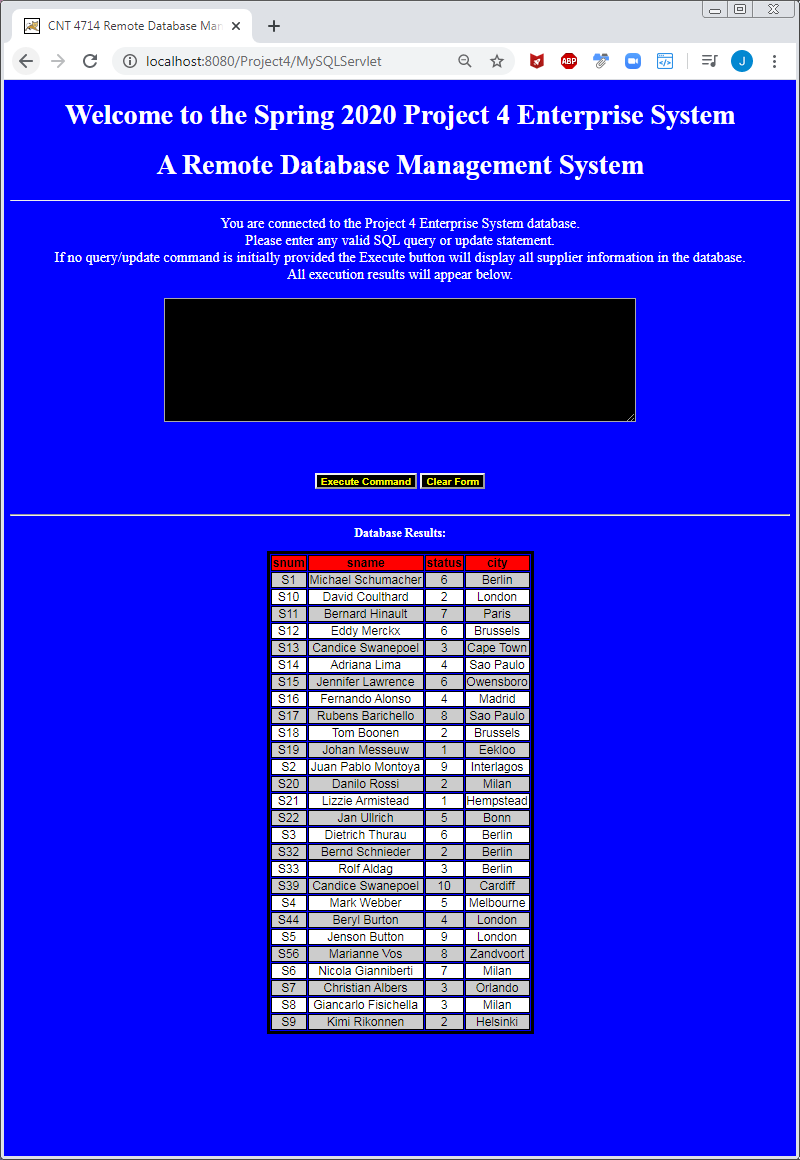 CNT 4714 Remote Database Man
localhost:8080/Project4/MySQLServlet
ABP
J
Welcome to the Spring 2020 Project 4 Enterprise System
A Remote Database Management System
You are connected to the Project 4 Enterprise System database.
Please enter any valid SQL query or update statement.
If no query/update command is initially provided the Execute button will display all supplier information in the database.
All execution results will appear below.
Execute Command Clear Form
Database Results:
snum sname status city
S1 Michael Schumacher 6 Berlin
S10 David Coulthard 2 London
S11 Bernard Hinault 7 Paris
S12 Eddy Merckx 6 Brussels
S13 Candice Swanepoel 3 Cape Town
S14 Adriana Lima 4 Sao Paulo
S15 Jennifer Lawrence 6 Owensboro
S16 Fernando Alonso 4 Madrid
S17 Rubens Barichello 8 Sao Paulo
S18 Tom Boonen 2 Brussels
S19 Johan Messeuw 1 Eekloo
S2 Juan Pablo Montoya 9 Interlagos
S20 Danilo Rossi 2 Milan
S21 Lizzie Armistead 1 Hempstead
S22 Jan Ullrich 5 Bonn
S3 Dietrich Thurau 6 Berlin
S32 Bernd Schnieder 2 Berlin
S33 Rolf Aldag 3 Berlin
S39 Candice Swanepoel 10 Cardiff
S4 Mark Webber 5 Melbourne
S44 Beryl Burton 4 London
S5 Jenson Button 9 London
S56 Marianne Vos 8 Zandvoort
S6 Nicola Gianniberti 7 Milan
S7 Christian Albers 3 Orlando
S8 Giancarlo Fisichella 3 Milan
S9 Kimi Rikonnen 2 Helsinki